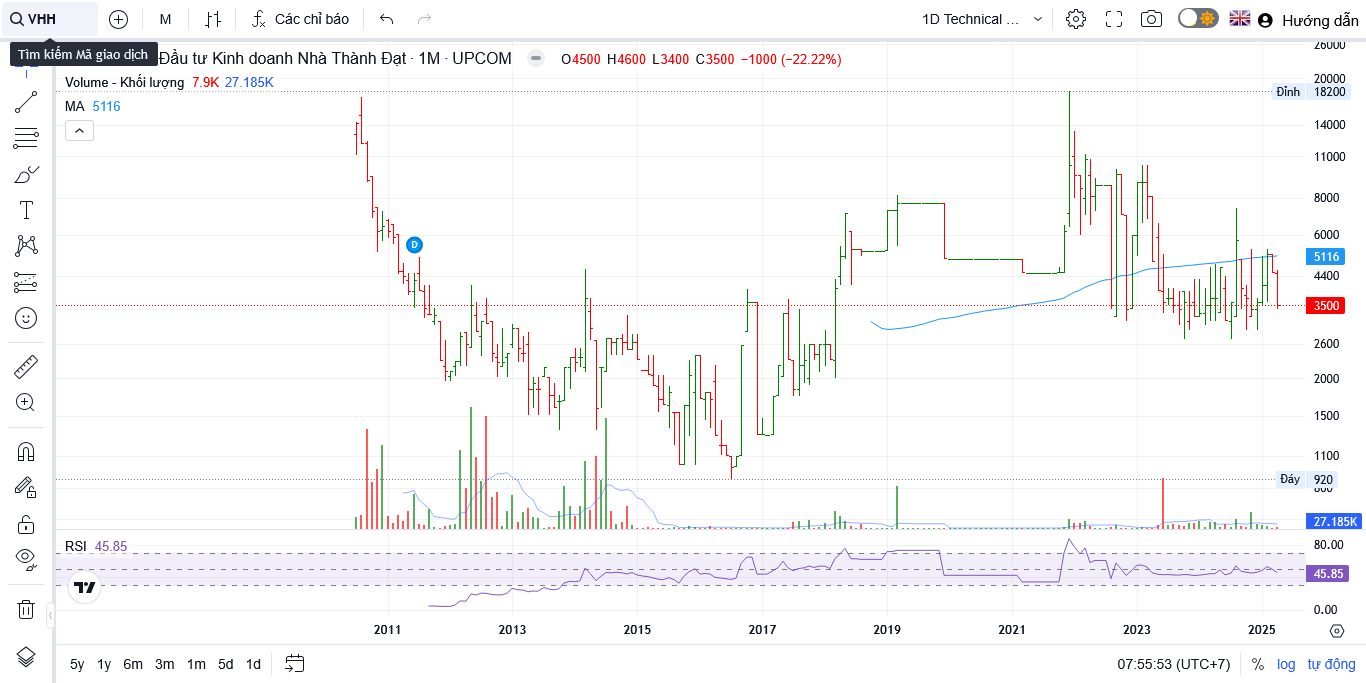 VHH
M
Các chỉ báo
1D Technical ...
Hướng dẫn
Tìm kiếm Mã giao dịch
Đầu tư Kinh doanh Nhà Thành Đạt · 1M · UPCOM
O4500 H4600 L3400 C3500 −1000 (−22.22%)
Volume - Khối lượng 7.9K 27.185K
MA 5116
D
26000
20000
Đỉnh 18200
14000
11000
8000
6000
5116
4400
3500
2600
2000
1500
1100
Đáy 920
800
27.185K
RSI 45.85
80.00
45.85
0.00
2011 2013 2015 2017 2019 2021 2023 2025
5y 1y 6m 3m 1m 5d 1d
07:55:53 (UTC+7) % log tự động